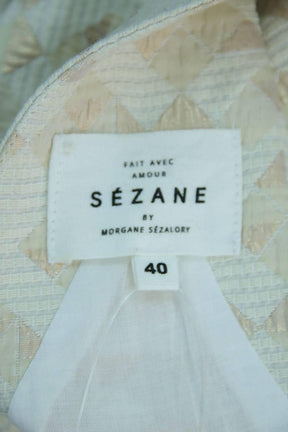 FAIT AVEC
AMOUR
SÉZANE
BY
MORGANE SÉZALORY
40